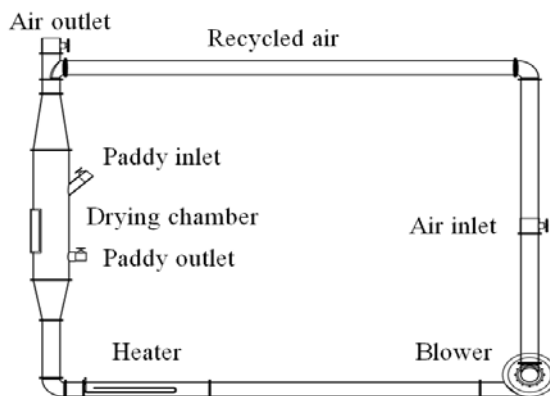 Air outlet
Recycled air
Paddy inlet
Drying chamber
Air inlet
Paddy outlet
Heater
Blower